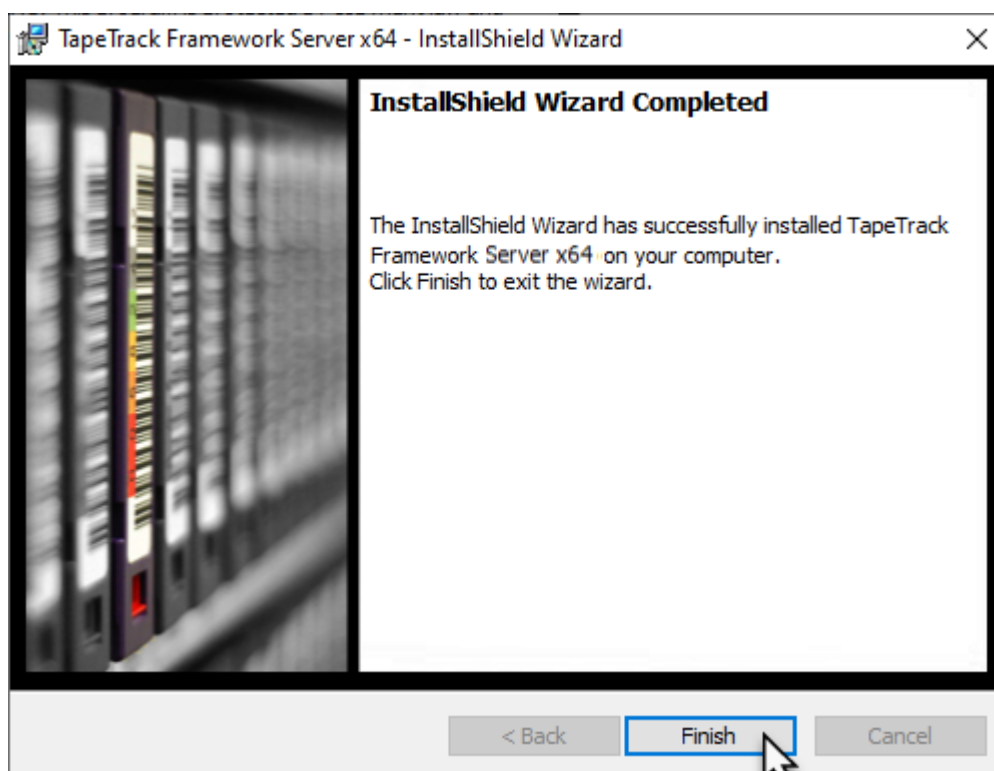 TapeTrack Framework Server x64 - InstallShield Wizard
InstallShield Wizard Completed
The InstallShield Wizard has successfully installed TapeTrack
Framework Server x64 on your computer.
Click Finish to exit the wizard.
< Back Finish Cancel